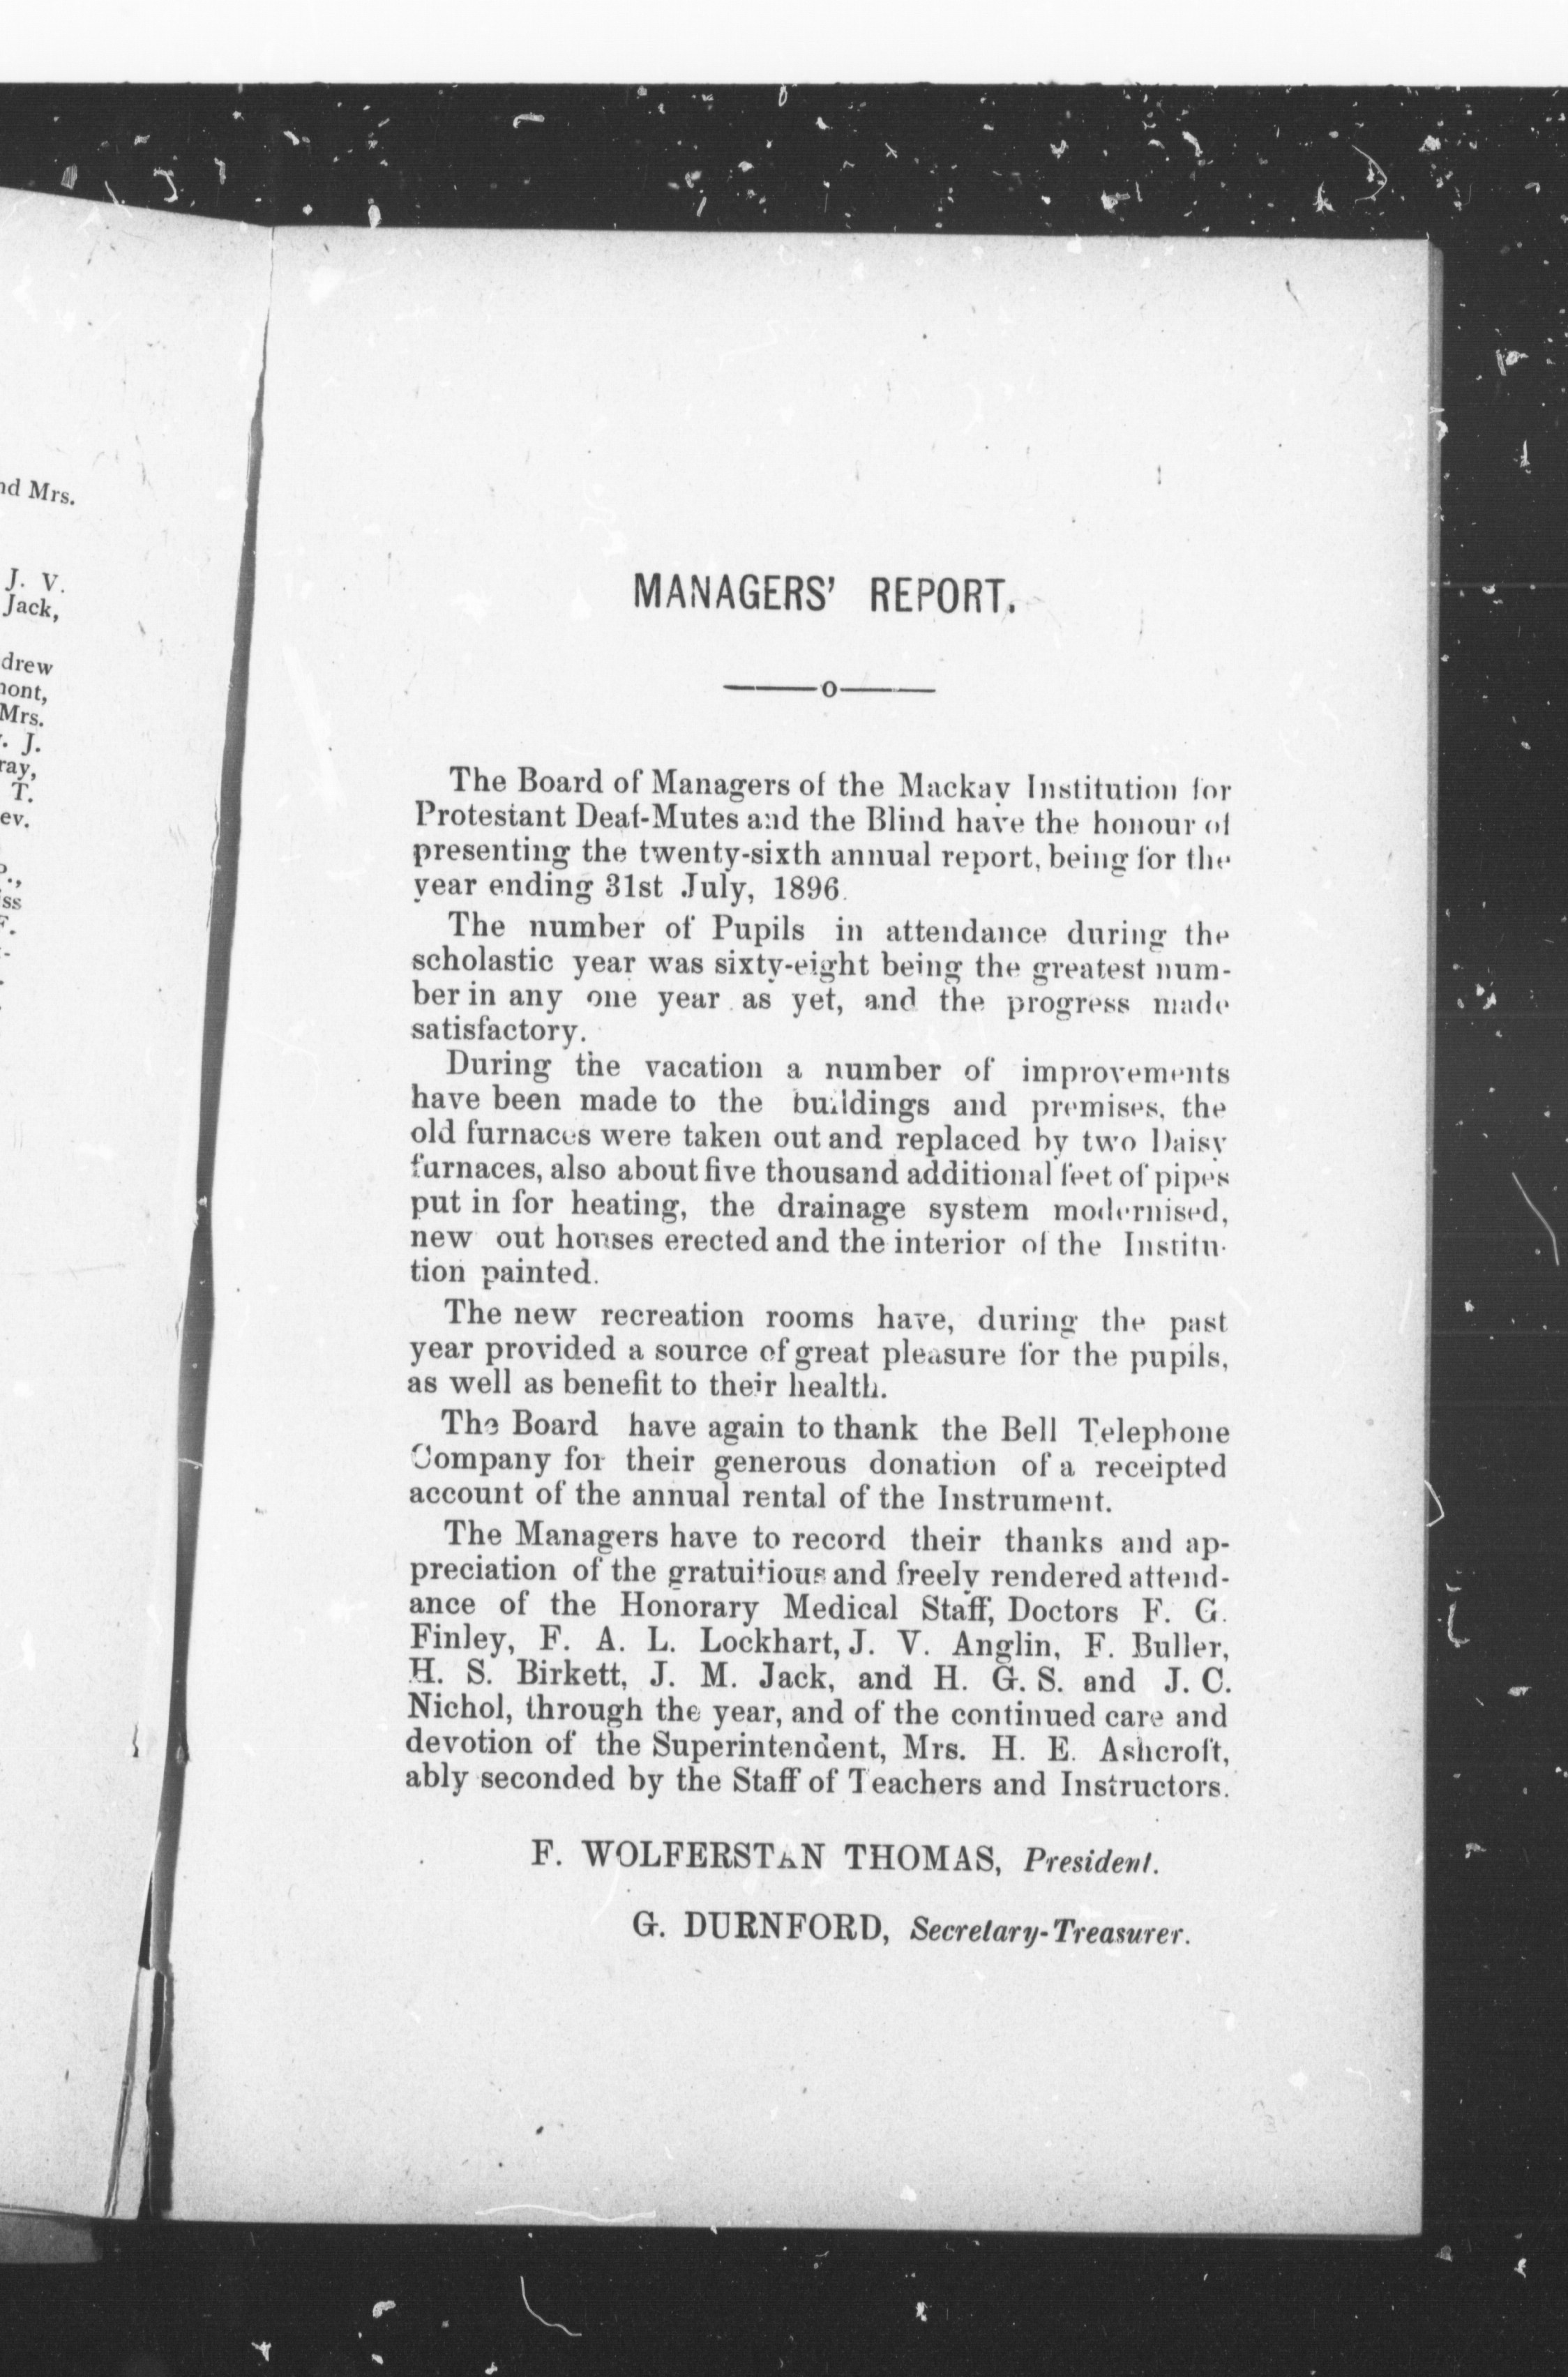 nd Mrs.
J. V.
Jack,
drew
mont,
Mrs.
J.
ray,
T.
ev.
P.,
ss
F.
MANAGERS' REPORT.
———o———
The Board of Managers of the Mackay Institution for
Protestant Deaf-Mutes and the Blind have the honour of
presenting the twenty-sixth annual report, being for the
year ending 31st July, 1896.
The number of Pupils in attendance during the
scholastic year was sixty-eight being the greatest num-
ber in any one year as yet, and the progress made
satisfactory.
During the vacation a number of improvements
have been made to the buildings and premises, the
old furnaces were taken out and replaced by two Daisy
furnaces, also about five thousand additional feet of pipes
put in for heating, the drainage system modernised,
new out houses erected and the interior of the Institu-
tion painted.
The new recreation rooms have, during the past
year provided a source of great pleasure for the pupils,
as well as benefit to their health.
The Board have again to thank the Bell Telephone
Company for their generous donation of a receipted
account of the annual rental of the Instrument.
The Managers have to record their thanks and ap-
preciation of the gratuitious and freely rendered attend-
ance of the Honorary Medical Staff, Doctors F. G.
Finley, F. A. L. Lockhart, J. V. Anglin, F. Buller,
H. S. Birkett, J. M. Jack, and H. G. S. and J. C.
Nichol, through the year, and of the continued care and
devotion of the Superintendent, Mrs. H. E. Ashcroft,
ably seconded by the Staff of Teachers and Instructors.
F. WOLFERSTAN THOMAS, President.
G. DURNFORD, Secretary-Treasurer.